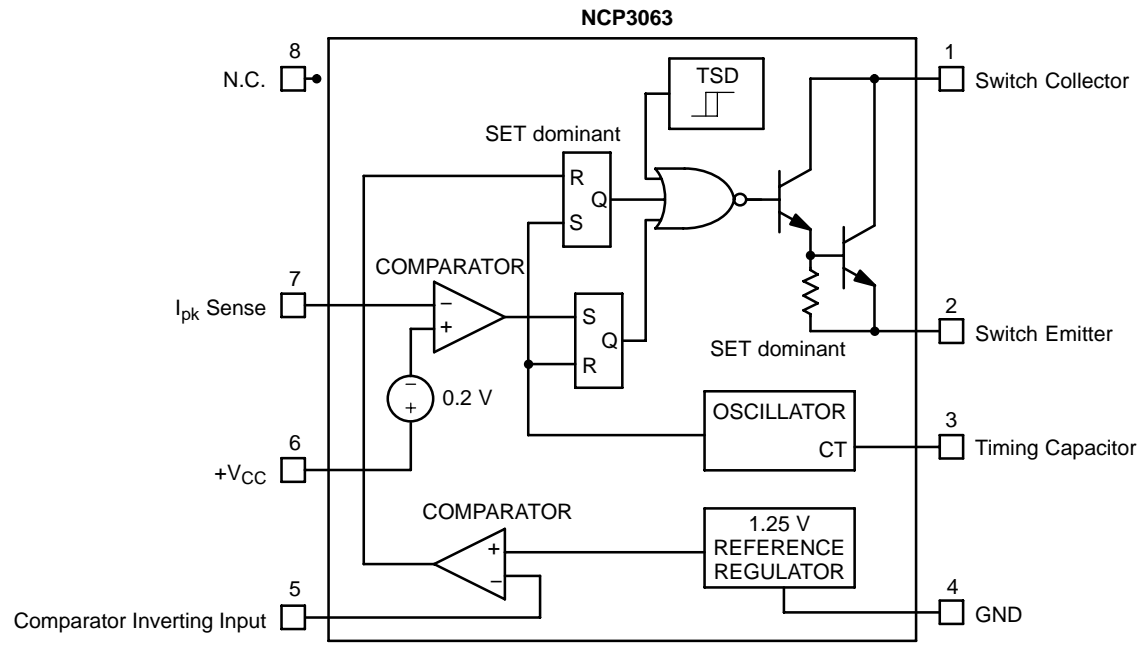 NCP3063
8
N.C.
1
Switch Collector
TSD
SET dominant
R
Q
S
COMPARATOR
7
Ipk Sense
−
+
S
Q
R
2
Switch Emitter
SET dominant
−
+
0.2 V
OSCILLATOR
CT
3
Timing Capacitor
6
+VCC
COMPARATOR
+
−
1.25 V
REFERENCE
REGULATOR
5
Comparator Inverting Input
4
GND